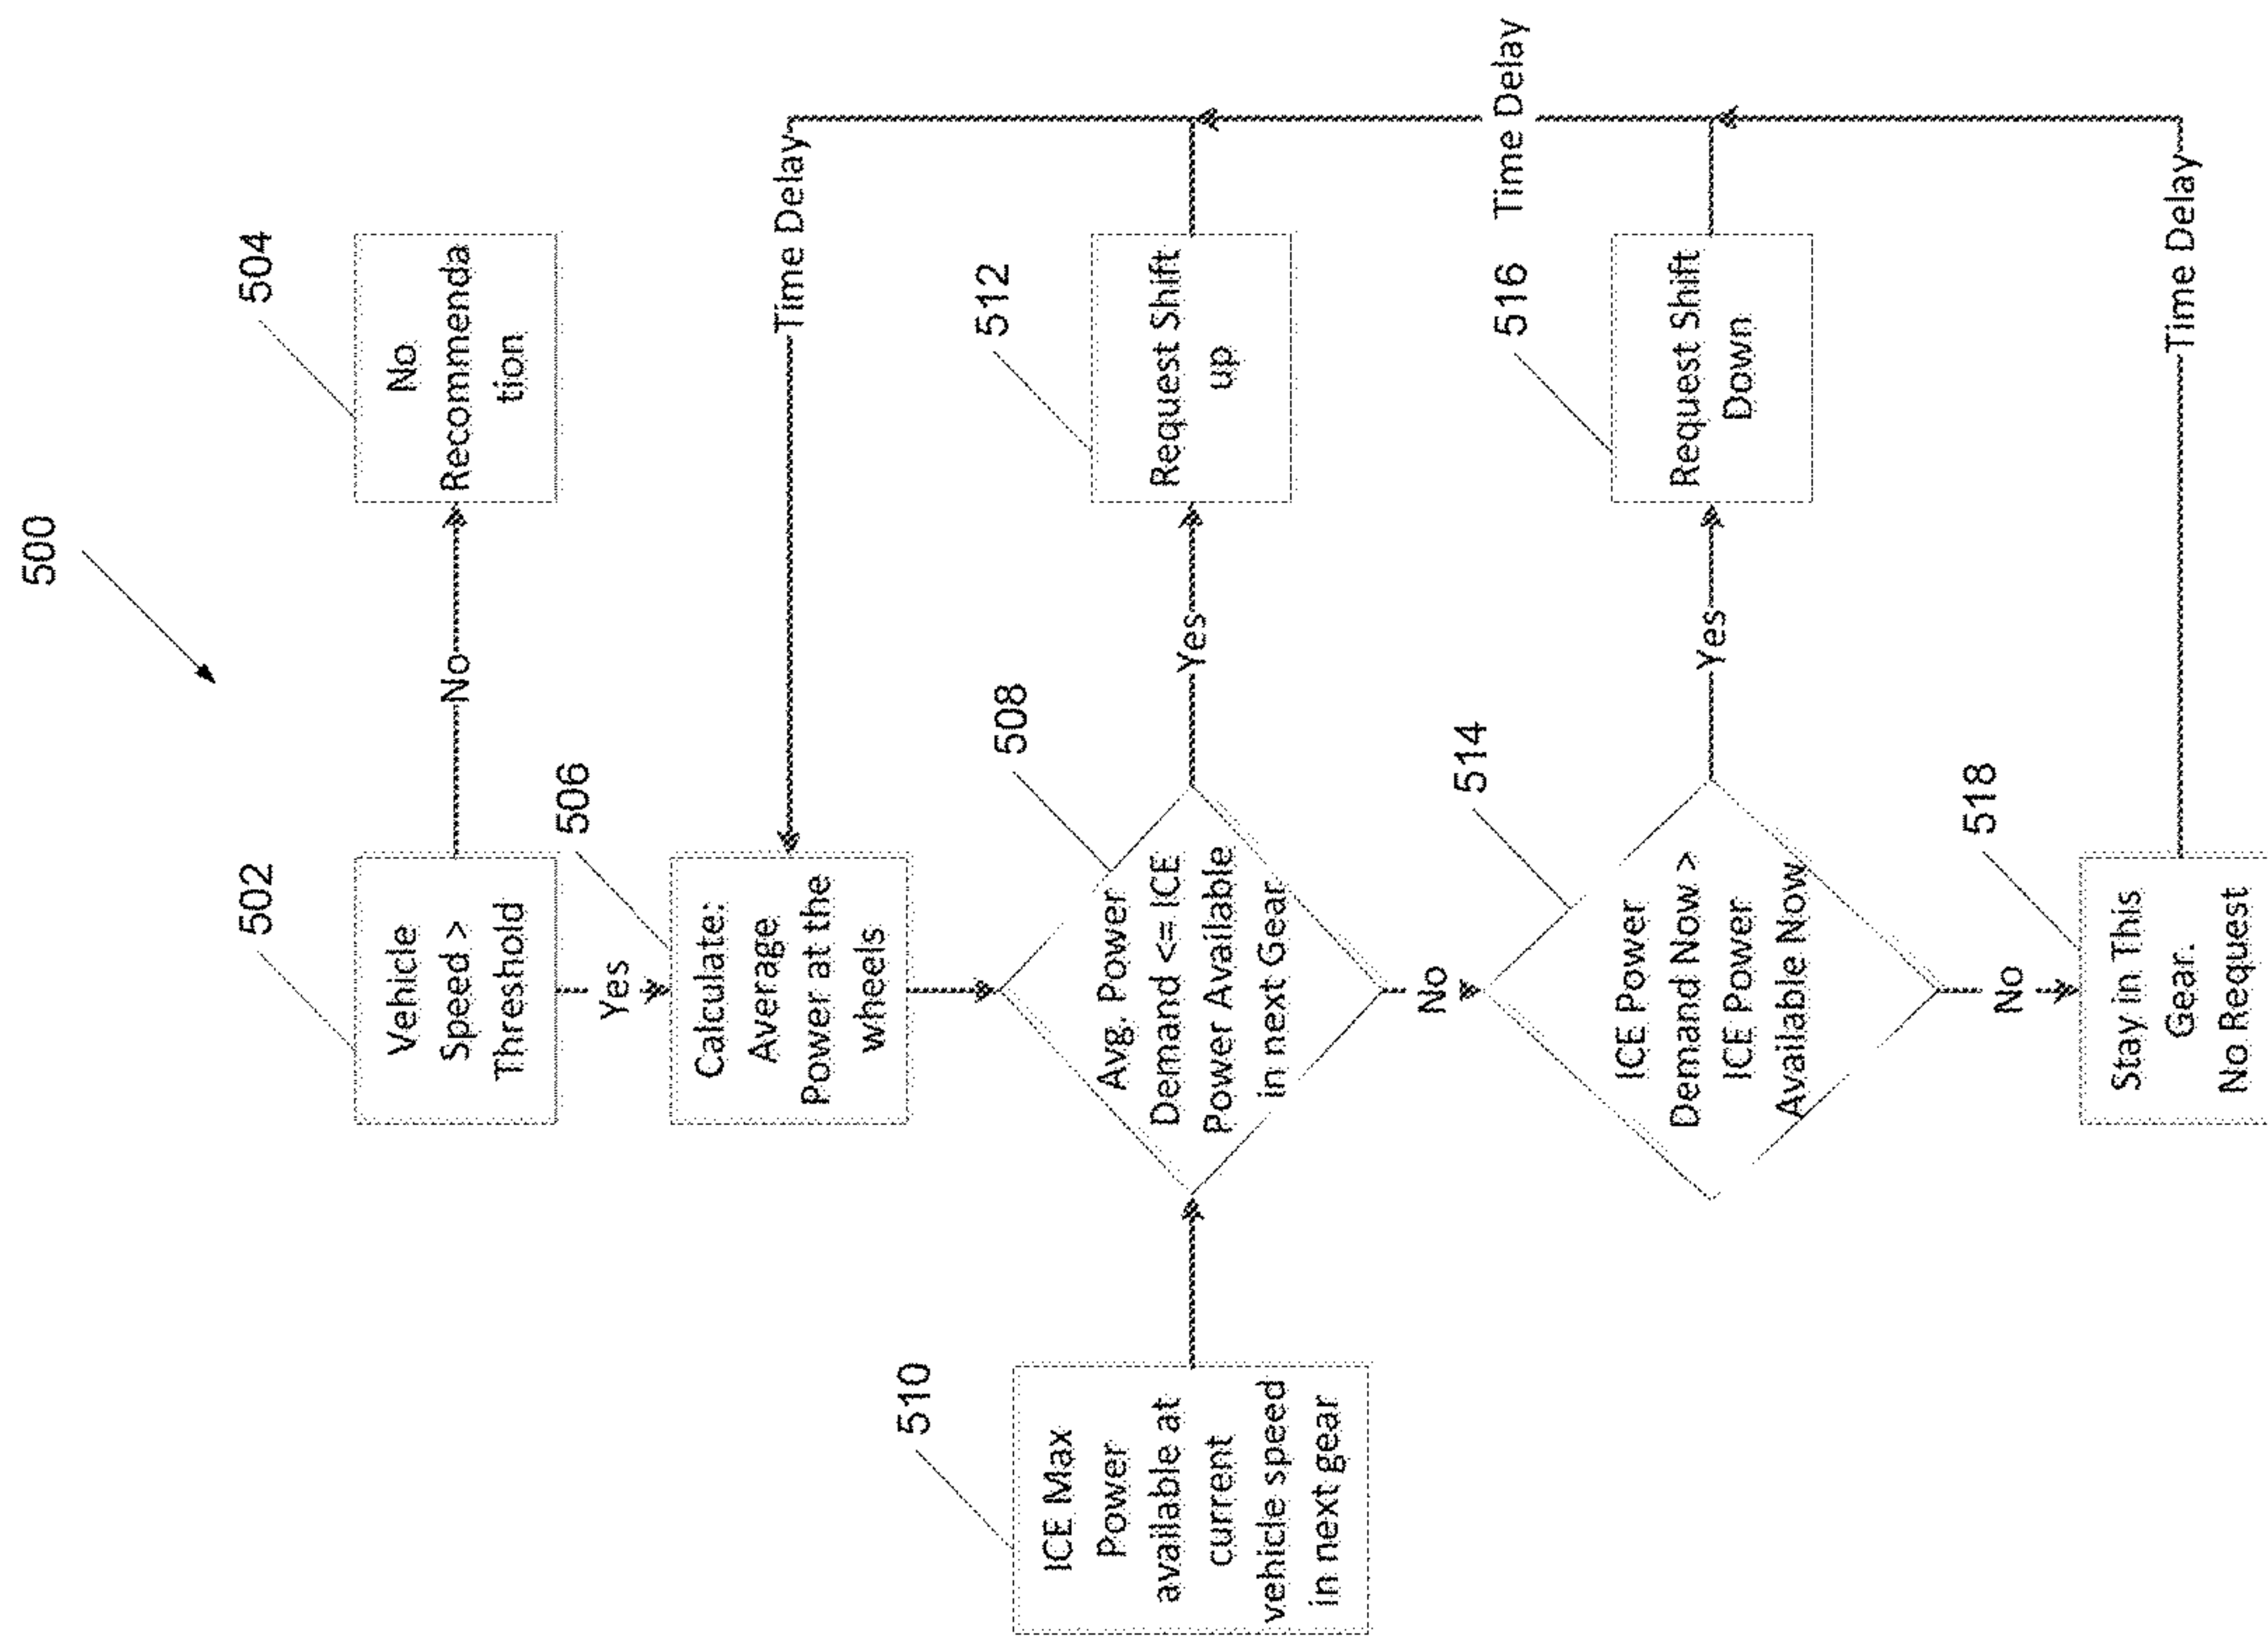 500
502
Vehicle
Speed >
Threshold
No
504
No
Recommenda
tion
Yes
506
Calculate:
Average
Power at the
wheels
Time Delay
510
ICE Max
Power
available at
current
vehicle speed
in next gear
508
Avg. Power
Demand <= ICE
Power Available
in next Gear
Yes
512
Request Shift
up
No
514
ICE Power
Demand Now >
ICE Power
Available Now
Yes
516
Request Shift
Down
Time Delay
No
518
Stay in This
Gear.
No Request
Time Delay